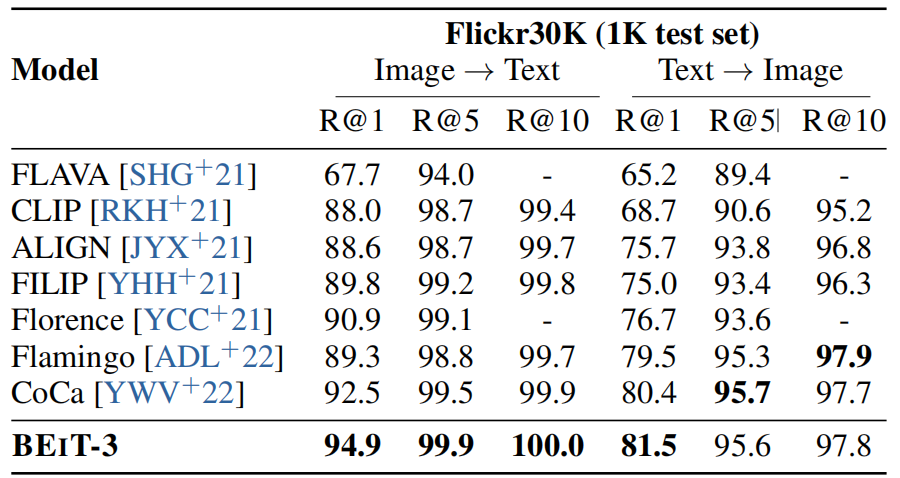 Flickr30K (1K test set)
Model Image → Text Text → Image
R@1 R@5 R@10 R@1 R@5| R@10
FLAVA [SHG+21] 67.7 94.0 - 65.2 89.4 -
CLIP [RKH+21] 88.0 98.7 99.4 68.7 90.6 95.2
ALIGN [JYX+21] 88.6 98.7 99.7 75.7 93.8 96.8
FILIP [YHH+21] 89.8 99.2 99.8 75.0 93.4 96.3
Florence [YCC+21] 90.9 99.1 - 76.7 93.6 -
Flamingo [ADL+22] 89.3 98.8 99.7 79.5 95.3 97.9
CoCa [YWV+22] 92.5 99.5 99.9 80.4 95.7 97.7
BEIT-3 94.9 99.9 100.0 81.5 95.6 97.8